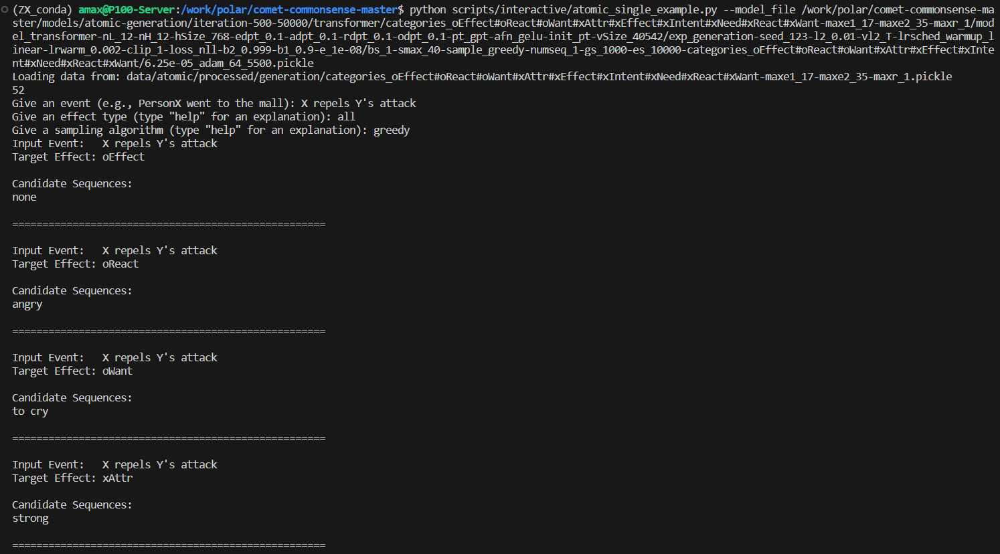 (ZX_conda) amax@P100-Server:/work/polar/comet-commonsense-master$ python scripts/interactive/atomic_single_example.py --model_file /work/polar/comet-commonsense-ma
ster/models/atomic-generation/iteration-500-50000/transformer/categories_oEffect#oReact#oWant#xAttr#xEffect#xIntent#xNeed#xReact#xWant-maxe1_17-maxe2_35-maxr_1/mod
el_transformer-nL_12-nH_12-hSize_768-edpt_0.1-adpt_0.1-rdpt_0.1-odpt_0.1-pt_gpt-afn_gelu-init_pt-vSize_40542/exp_generation-seed_123-l2_0.01-vl2_T-lrsched_warmup_l
inear-lrwarm_0.002-clip_1-loss_nll-b2_0.999-b1_0.9-e_1e-08/bs_1-smax_40-sample_greedy-numseq_1-gs_1000-es_10000-categories_oEffect#oReact#oWant#xAttr#xEffect#xInte
nt#xNeed#xReact#xWant/6.25e-05_adam_64_5500.pickle
Loading data from: data/atomic/processed/generation/categories_oEffect#oReact#oWant#xAttr#xEffect#xIntent#xNeed#xReact#xWant-maxe1_17-maxe2_35-maxr_1.pickle
52
Give an event (e.g., PersonX went to the mall): X repels Y's attack
Give an effect type (type "help" for an explanation): all
Give a sampling algorithm (type "help" for an explanation): greedy
Input Event:   X repels Y's attack
Target Effect: oEffect

Candidate Sequences:
none

====================================================

Input Event:   X repels Y's attack
Target Effect: oReact

Candidate Sequences:
angry

====================================================

Input Event:   X repels Y's attack
Target Effect: oWant

Candidate Sequences:
to cry

====================================================

Input Event:   X repels Y's attack
Target Effect: xAttr

Candidate Sequences:
strong

====================================================